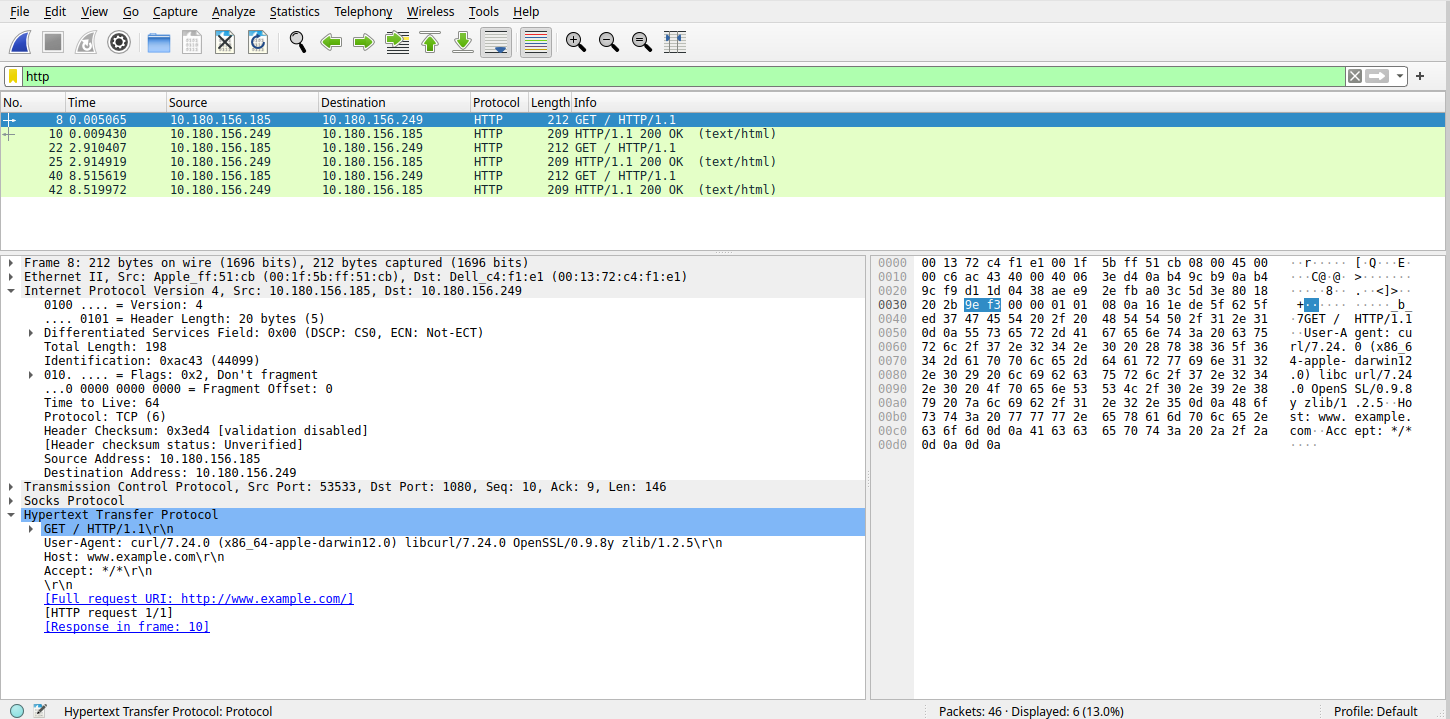 File Edit View Go Capture Analyze Statistics Telephony Wireless Tools Help
http
No. Time Source Destination Protocol Length Info
8 0.005065 10.180.156.185 10.180.156.249 HTTP 212 GET / HTTP/1.1
10 0.009430 10.180.156.249 10.180.156.185 HTTP 209 HTTP/1.1 200 OK (text/html)
22 2.910407 10.180.156.185 10.180.156.249 HTTP 212 GET / HTTP/1.1
25 2.914919 10.180.156.249 10.180.156.185 HTTP 209 HTTP/1.1 200 OK (text/html)
40 8.515619 10.180.156.185 10.180.156.249 HTTP 212 GET / HTTP/1.1
42 8.519972 10.180.156.249 10.180.156.185 HTTP 209 HTTP/1.1 200 OK (text/html)
Frame 8: 212 bytes on wire (1696 bits), 212 bytes captured (1696 bits)
Ethernet II, Src: Apple_ff:51:cb (00:1f:5b:ff:51:cb), Dst: Dell_c4:f1:e1 (00:13:72:c4:f1:e1)
Internet Protocol Version 4, Src: 10.180.156.185, Dst: 10.180.156.249
0100 .... = Version: 4
.... 0101 = Header Length: 20 bytes (5)
Differentiated Services Field: 0x00 (DSCP: CS0, ECN: Not-ECT)
Total Length: 198
Identification: 0xac43 (44099)
010. .... = Flags: 0x2, Don't fragment
...0 0000 0000 0000 = Fragment Offset: 0
Time to Live: 64
Protocol: TCP (6)
Header Checksum: 0x3ed4 [validation disabled]
[Header checksum status: Unverified]
Source Address: 10.180.156.185
Destination Address: 10.180.156.249
Transmission Control Protocol, Src Port: 53533, Dst Port: 1080, Seq: 10, Ack: 9, Len: 146
Socks Protocol
Hypertext Transfer Protocol
GET / HTTP/1.1\r\n
User-Agent: curl/7.24.0 (x86_64-apple-darwin12.0) libcurl/7.24.0 OpenSSL/0.9.8y zlib/1.2.5\r\n
Host: www.example.com\r\n
Accept: */*\r\n
\r\n
[Full request URI: http://www.example.com/]
[HTTP request 1/1]
[Response in frame: 10]
0000 00 13 72 c4 f1 e1 00 1f 5b ff 51 cb 08 00 45 00 ··r····· [·Q···E·
0010 00 c6 ac 43 40 00 40 06 3e d4 0a b4 9c b9 0a b4 ···C@·@· >·······
0020 9c f9 d1 1d 04 38 ae e9 2e fb a0 3c 5d 3e 80 18 ·····8·· .··<]>··
0030 20 2b 9e f3 00 00 01 01 08 0a 16 1e de 5f 62 5f +······ ·····_b_
0040 ed 37 47 45 54 20 2f 20 48 54 54 50 2f 31 2e 31 ·7GET / HTTP/1.1
0050 0d 0a 55 73 65 72 2d 41 67 65 6e 74 3a 20 63 75 ··User-A gent: cu
0060 72 6c 2f 37 2e 32 34 2e 30 20 28 78 38 36 5f 36 rl/7.24. 0 (x86_6
0070 34 2d 61 70 70 6c 65 2d 64 61 72 77 69 6e 31 32 4-apple- darwin12
0080 2e 30 29 20 6c 69 62 63 75 72 6c 2f 37 2e 32 34 .0) libc url/7.24
0090 2e 30 20 4f 70 65 6e 53 53 4c 2f 30 2e 39 2e 38 .0 OpenS SL/0.9.8
00a0 79 20 7a 6c 69 62 2f 31 2e 32 2e 35 0d 0a 48 6f y zlib/1 .2.5··Ho
00b0 73 74 3a 20 77 77 77 2e 65 78 61 6d 70 6c 65 2e st: www. example.
00c0 63 6f 6d 0d 0a 41 63 63 65 70 74 3a 20 2a 2f 2a com··Acc ept: */*
00d0 0d 0a 0d 0a ····
Hypertext Transfer Protocol: Protocol Packets: 46 · Displayed: 6 (13.0%) Profile: Default